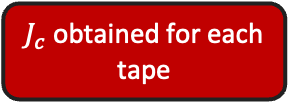 J_c obtained for each
tape